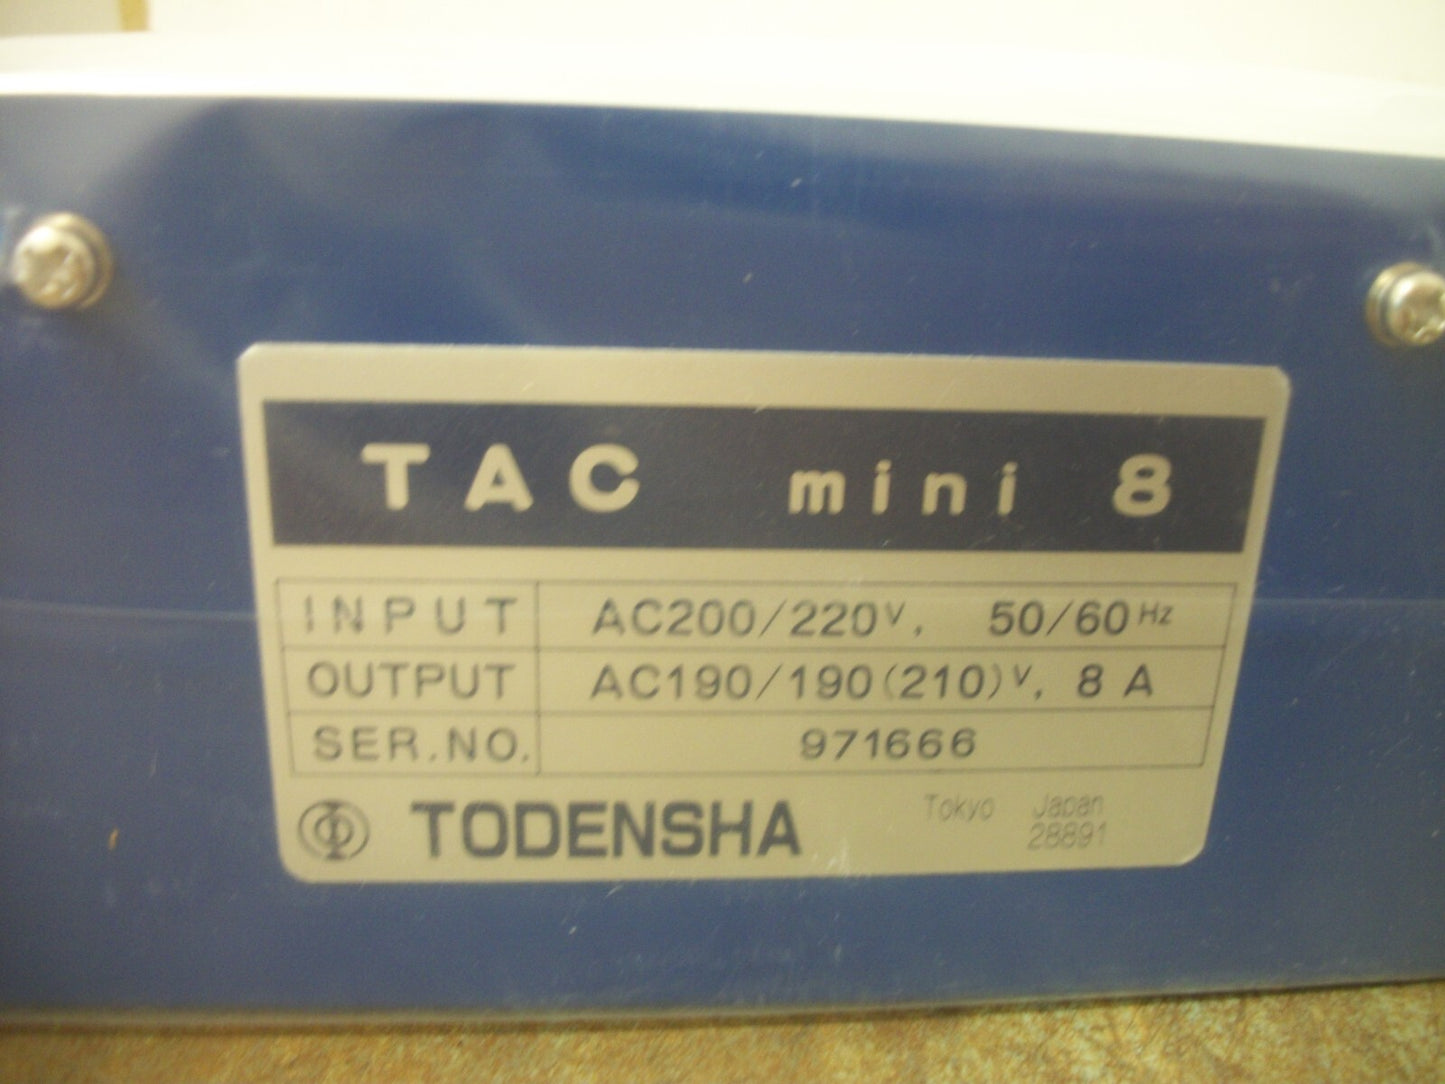 TAC mini 8
INPUT AC200/220V, 50/60Hz
OUTPUT AC190/190(210)V, 8 A
SER.NO. 971666
TODENSHA Tokyo Japan
28891